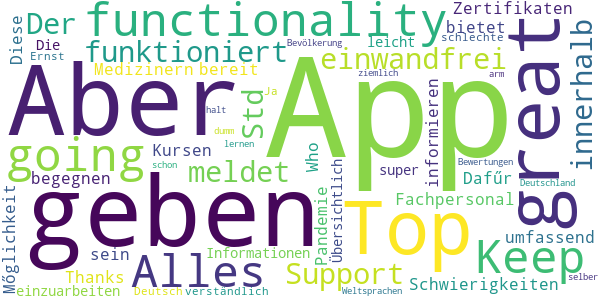 Diese
Der
functionality
Zertifikaten
Die
Ernst
funktioniert
Bevölkerung
leicht
bietet
schlechte
great
innerhalb
Aber
Medizinern
bereit
Std
einwandfrei
App
ziemlich
arm
Ja
halt
dumm
lernen
going
Kursen
meldet
Who
super
informieren
Bewertungen
schon
begegnen
geben
Pandemie
Übersichtlich
Dafűr
Deutschland
Möglichkeit
Fachpersonal
Top
Keep
umfassend
sein
Alles
Informationen
Thanks
Support
Schwierigkeiten
selber
einzuarbeiten
Deutsch
verständlich
Weltsprachen